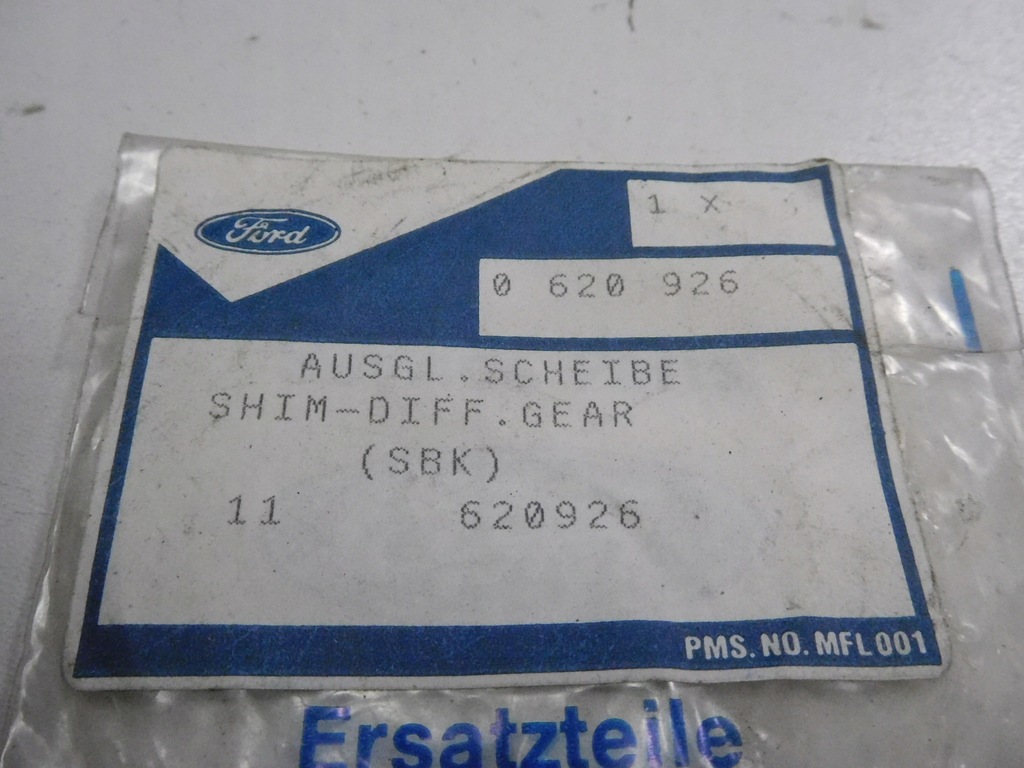 Ford
1 X
0 620 926
AUSGL.SCHEIBE
SHIM-DIFF.GEAR
(SBK)
11 620926
PMS. NO. MFL001
Ersatzteile